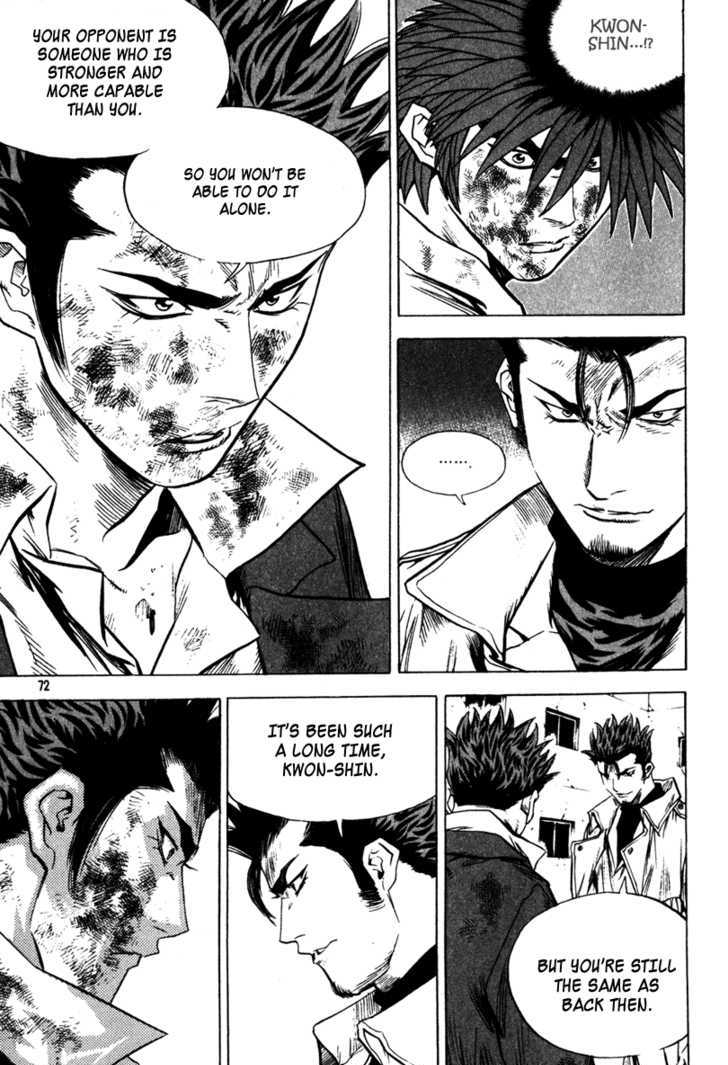 YOUR OPPONENT IS
SOMEONE WHO IS
STRONGER AND
MORE CAPABLE
THAN YOU.
SO YOU WON'T BE
ABLE TO DO IT
ALONE.
KWON-
SHIN...!?
.......
72
IT'S BEEN SUCH
A LONG TIME,
KWON-SHIN.
BUT YOU'RE STILL
THE SAME AS
BACK THEN.